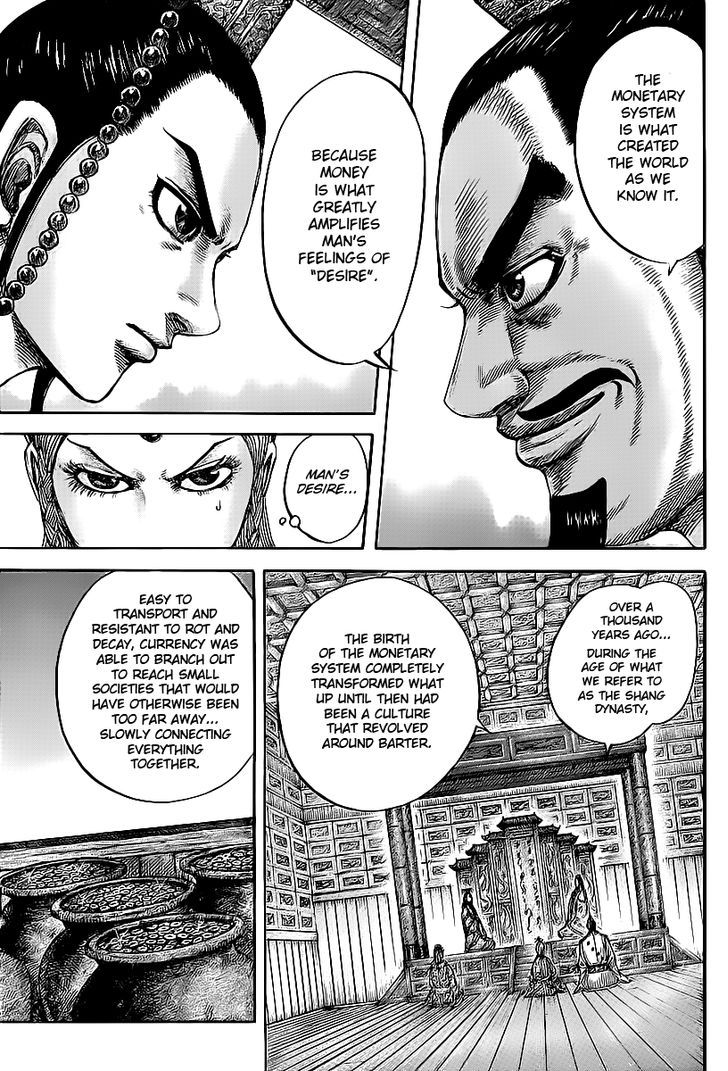 THE
MONETARY
SYSTEM
IS WHAT
CREATED
THE WORLD
AS WE
KNOW IT.
BECAUSE
MONEY
IS WHAT
GREATLY
AMPLIFIES
MAN'S
FEELINGS OF
"DESIRE".
MAN'S
DESIRE...
OVER A
THOUSAND
YEARS AGO...
DURING THE
AGE OF WHAT
WE REFER TO
AS THE SHANG
DYNASTY,
THE BIRTH
OF THE MONETARY
SYSTEM COMPLETELY
TRANSFORMED WHAT
UP UNTIL THEN HAD
BEEN A CULTURE
THAT REVOLVED
AROUND BARTER.
EASY TO
TRANSPORT AND
RESISTANT TO ROT AND
DECAY, CURRENCY WAS
ABLE TO BRANCH OUT
TO REACH SMALL
SOCIETIES THAT WOULD
HAVE OTHERWISE BEEN
TOO FAR AWAY...
SLOWLY CONNECTING
EVERYTHING
TOGETHER.